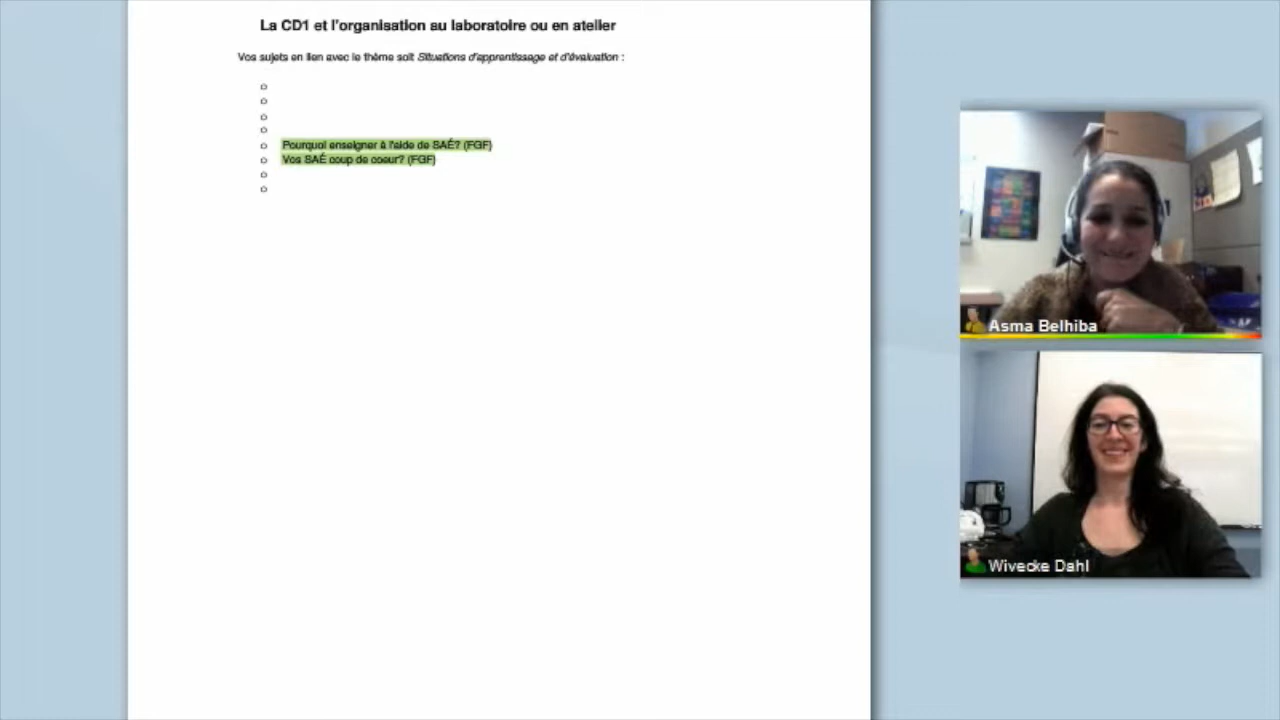 La CD1 et l'organisation au laboratoire ou en atelier
Vos sujets en lien avec le thème soit Situations d'apprentissage et d'évaluation :
Pourquoi enseigner à l'aide de SAÉ? (FGF)
Vos SAÉ coup de coeur? (FGF)
Asma Belhiba
Wivecke Dahl